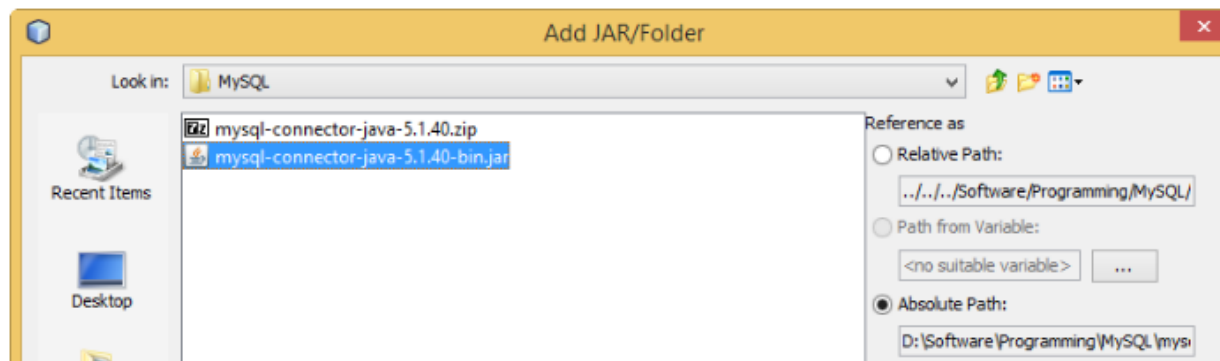 Add JAR/Folder
Look in: MySQL
mysql-connector-java-5.1.40.zip
mysql-connector-java-5.1.40-bin.jar
Recent Items
Desktop
Reference as
Relative Path:
../../../Software/Programming/MySQL/
Path from Variable:
<no suitable variable> ...
Absolute Path:
D:\Software\Programming\MySQL\mys